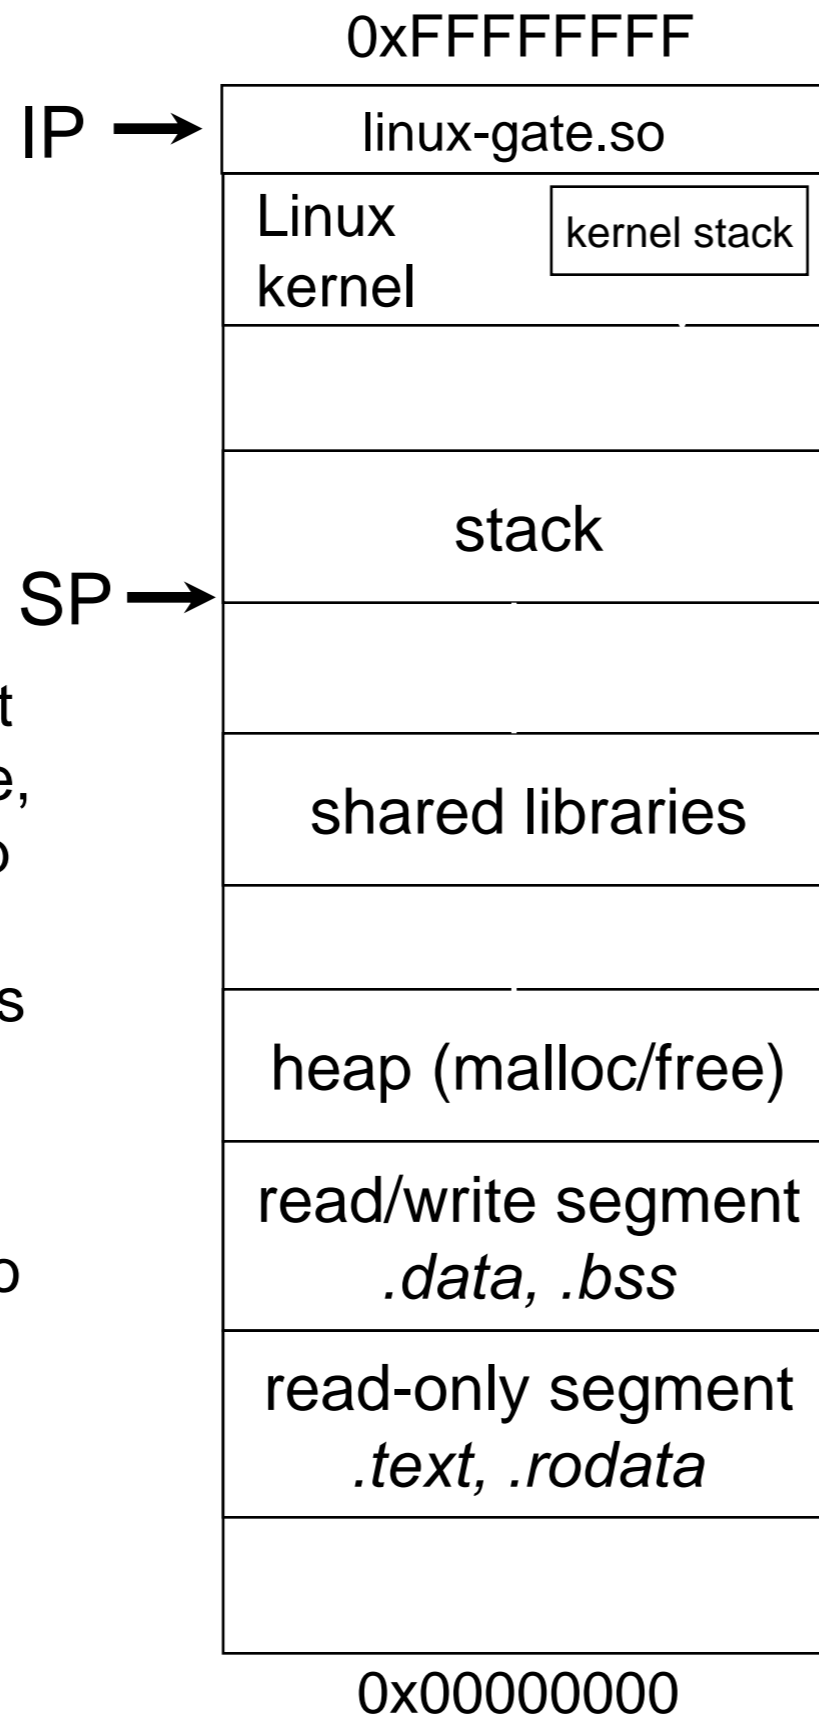 0xFFFFFFFF
IP
linux-gate.so
Linux
kernel
kernel stack
stack
SP
t
e,
shared libraries
o
s
heap (malloc/free)
read/write segment
.data, .bss
o
read-only segment
.text, .rodata
0x00000000